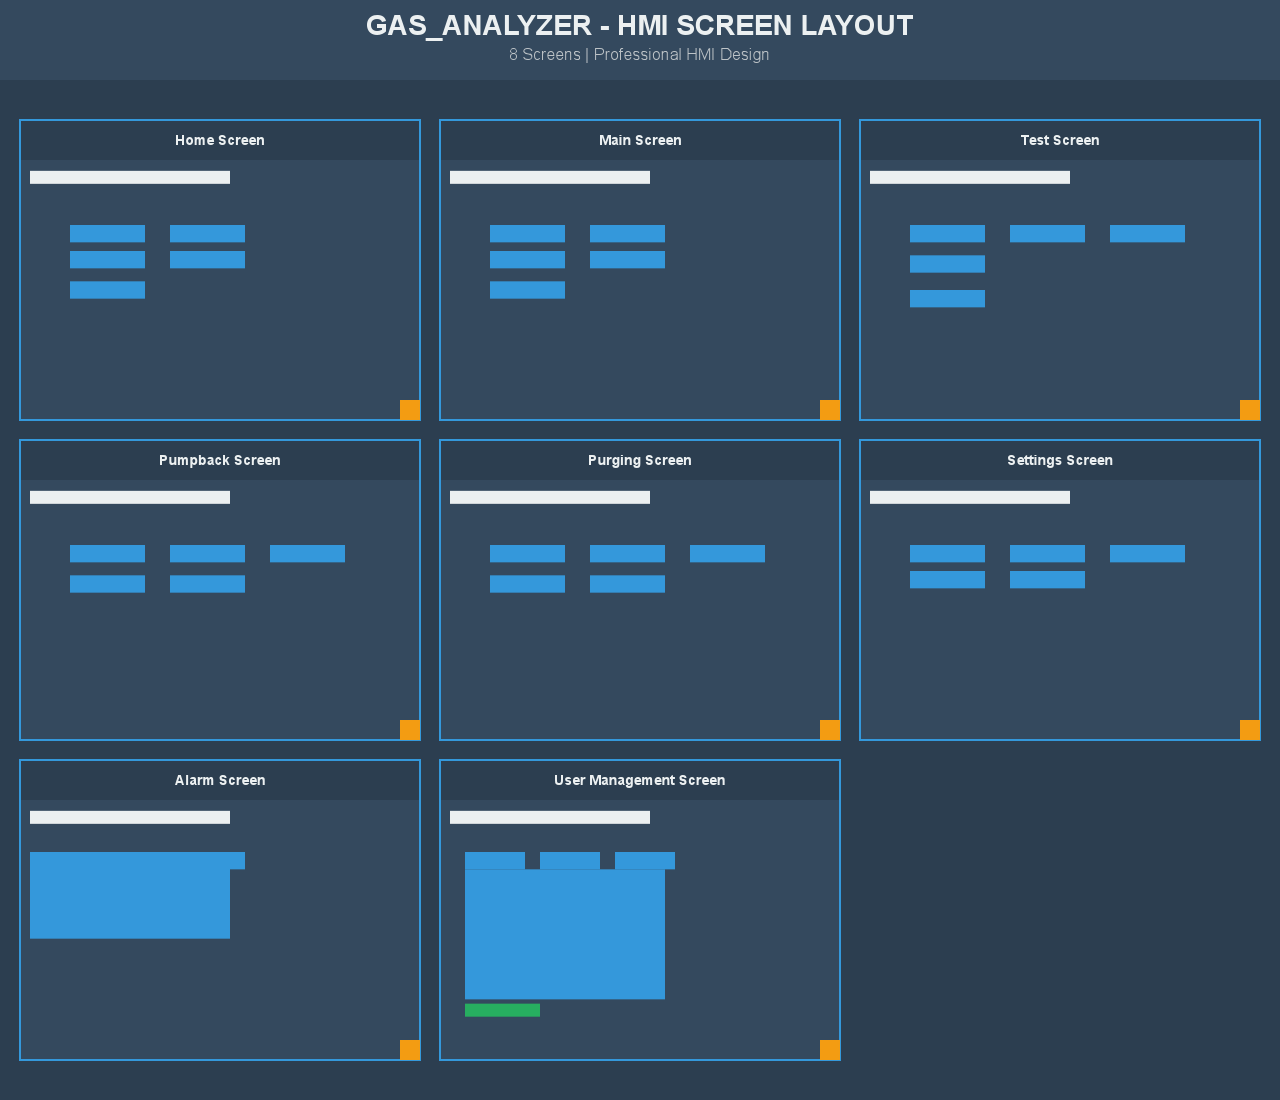 GAS_ANALYZER - HMI SCREEN LAYOUT
8 Screens | Professional HMI Design
Home Screen
Main Screen
Test Screen
Pumpback Screen
Purging Screen
Settings Screen
Alarm Screen
User Management Screen